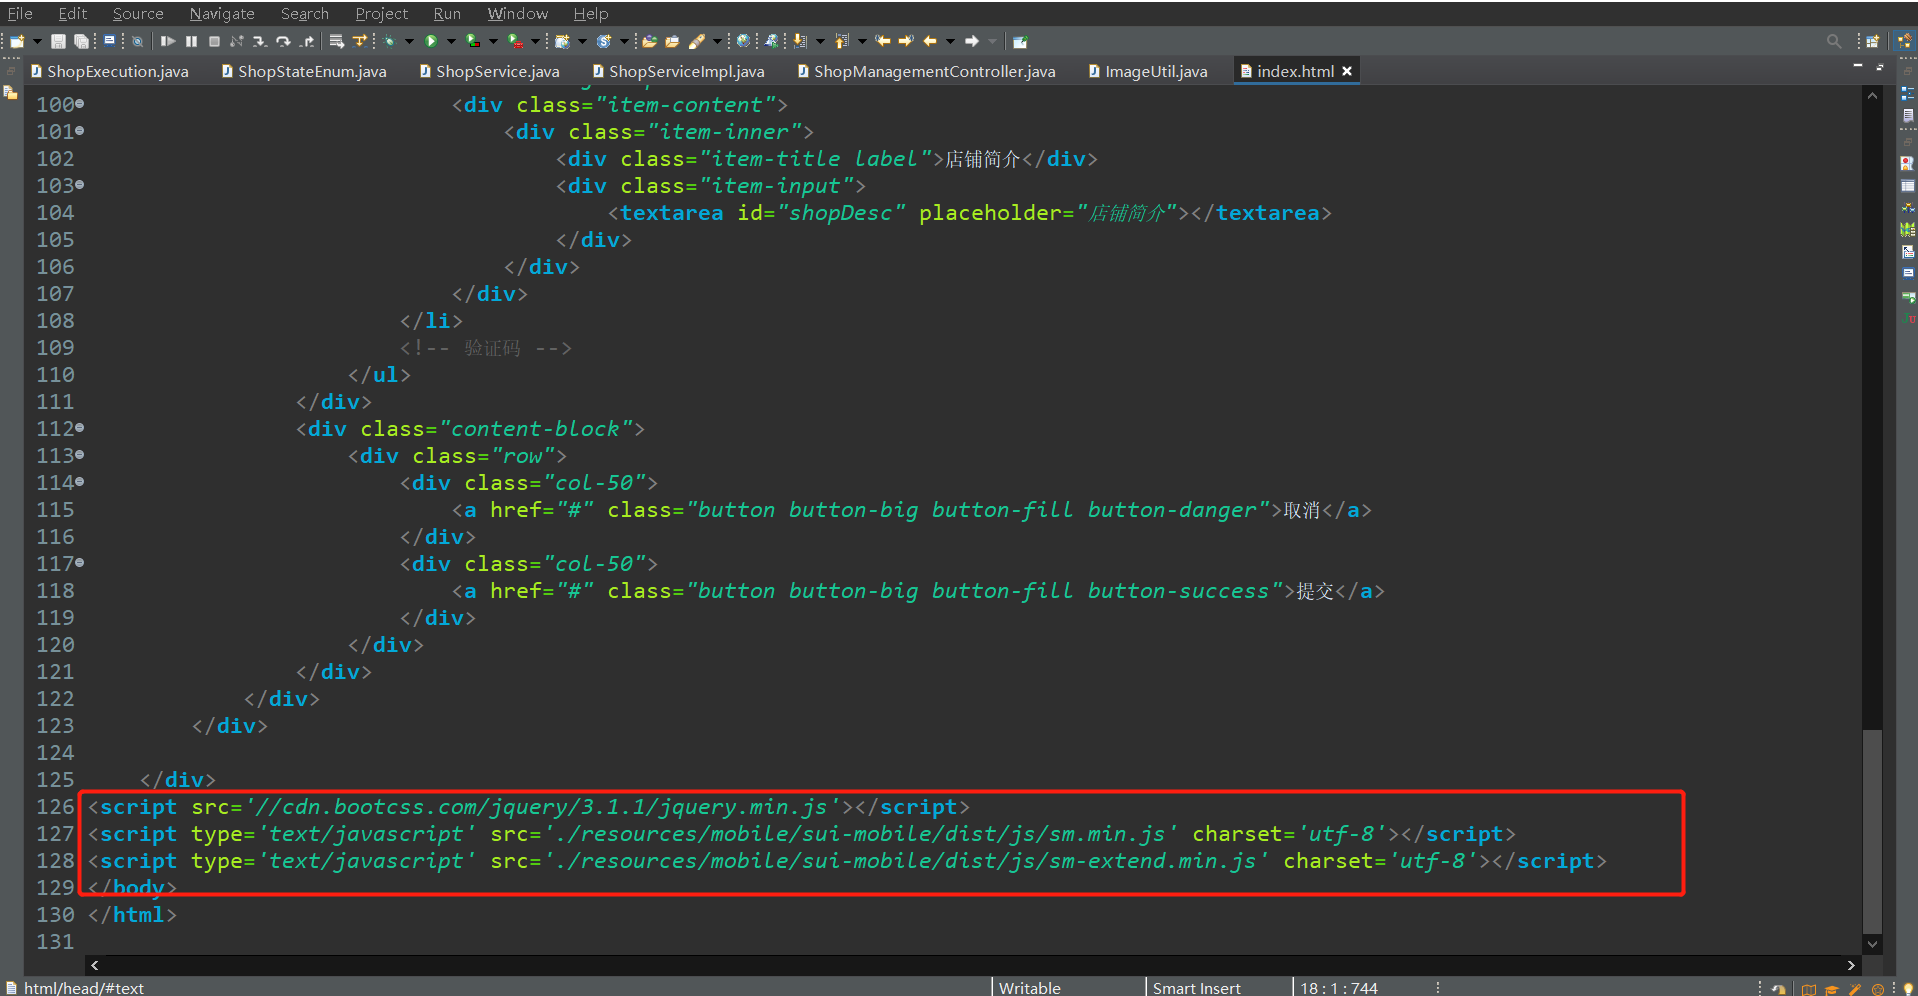 File Edit Source Navigate Search Project Run Window Help
ShopExecution.java ShopStateEnum.java ShopService.java ShopServiceImpl.java ShopManagementController.java ImageUtil.java index.html
100 <div class="item-content">
101 <div class="item-inner">
102 <div class="item-title label">店铺简介</div>
103 <div class="item-input">
104 <textarea id="shopDesc" placeholder="店铺简介"></textarea>
105 </div>
106 </div>
107 </div>
108 </li>
109 <!-- 验证码 -->
110 </ul>
111 </div>
112 <div class="content-block">
113 <div class="row">
114 <div class="col-50">
115 <a href="#" class="button button-big button-fill button-danger">取消</a>
116 </div>
117 <div class="col-50">
118 <a href="#" class="button button-big button-fill button-success">提交</a>
119 </div>
120 </div>
121 </div>
122 </div>
123 </div>
124
125 </div>
126 <script src='//cdn.bootcss.com/jquery/3.1.1/jquery.min.js'></script>
127 <script type='text/javascript' src='./resources/mobile/sui-mobile/dist/js/sm.min.js' charset='utf-8'></script>
128 <script type='text/javascript' src='./resources/mobile/sui-mobile/dist/js/sm-extend.min.js' charset='utf-8'></script>
129 </body>
130 </html>
131
html/head/#text Writable Smart Insert 18 : 1 : 744